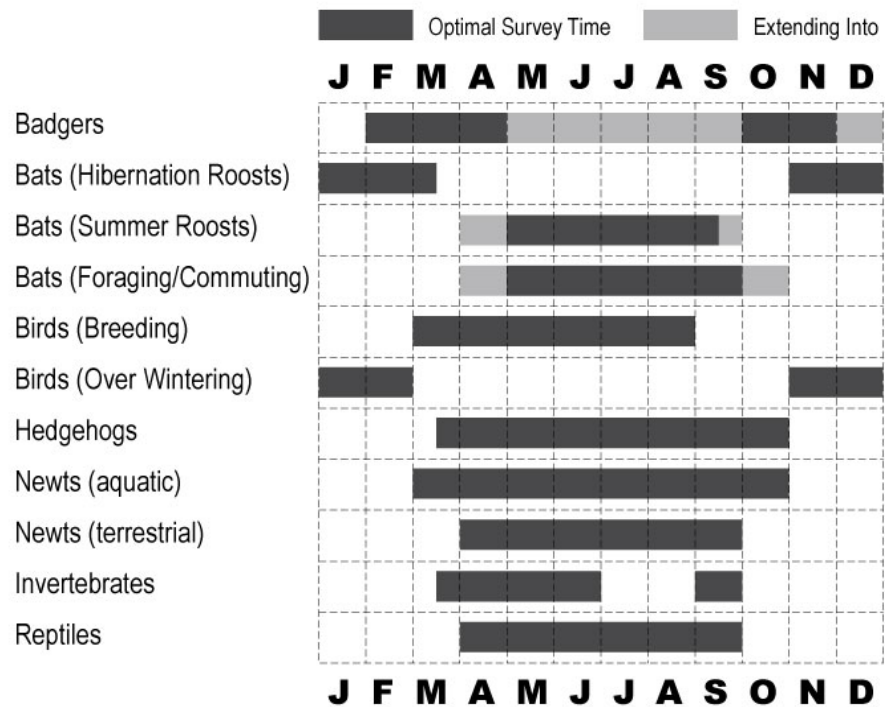 Optimal Survey Time Extending Into
J F M A M J J A S O N D
Badgers
Bats (Hibernation Roosts)
Bats (Summer Roosts)
Bats (Foraging/Commuting)
Birds (Breeding)
Birds (Over Wintering)
Hedgehogs
Newts (aquatic)
Newts (terrestrial)
Invertebrates
Reptiles
J F M A M J J A S O N D